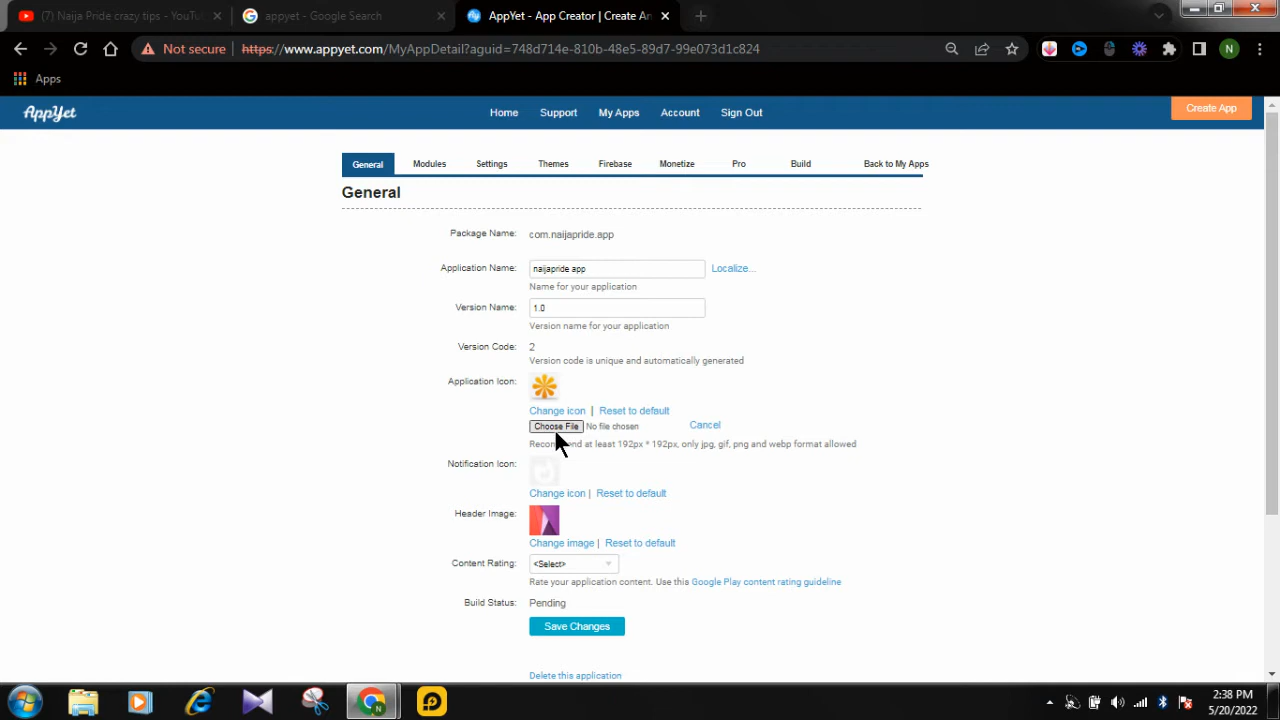 (7) Naija Pride crazy tips - YouTu
appyet - Google Search
AppYet - App Creator | Create An
Not secure
https://www.appyet.com/MyAppDetail?aguid=748d714e-810b-48e5-89d7-99e073d1c824
N
Apps
AppYet
Home
Support
My Apps
Account
Sign Out
Create App
General
Modules
Settings
Themes
Firebase
Monetize
Pro
Build
Back to My Apps
General
Package Name: com.naijapride.app
Application Name: naijapride app Localize...
Name for your application
Version Name: 1.0
Version name for your application
Version Code: 2
Version code is unique and automatically generated
Application Icon:
Change icon | Reset to default
Choose File No file chosen Cancel
Recommend at least 192px * 192px, only jpg, gif, png and webp format allowed
Notification Icon:
Change icon | Reset to default
Header Image:
Change image | Reset to default
Content Rating: <Select>
Rate your application content. Use this Google Play content rating guideline
Build Status: Pending
Save Changes
Delete this application
2:38 PM
5/20/2022